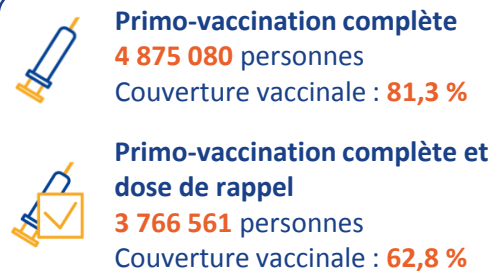 Primo-vaccination complète
4 875 080 personnes
Couverture vaccinale : 81,3 %
Primo-vaccination complète et
dose de rappel
3 766 561 personnes
Couverture vaccinale : 62,8 %